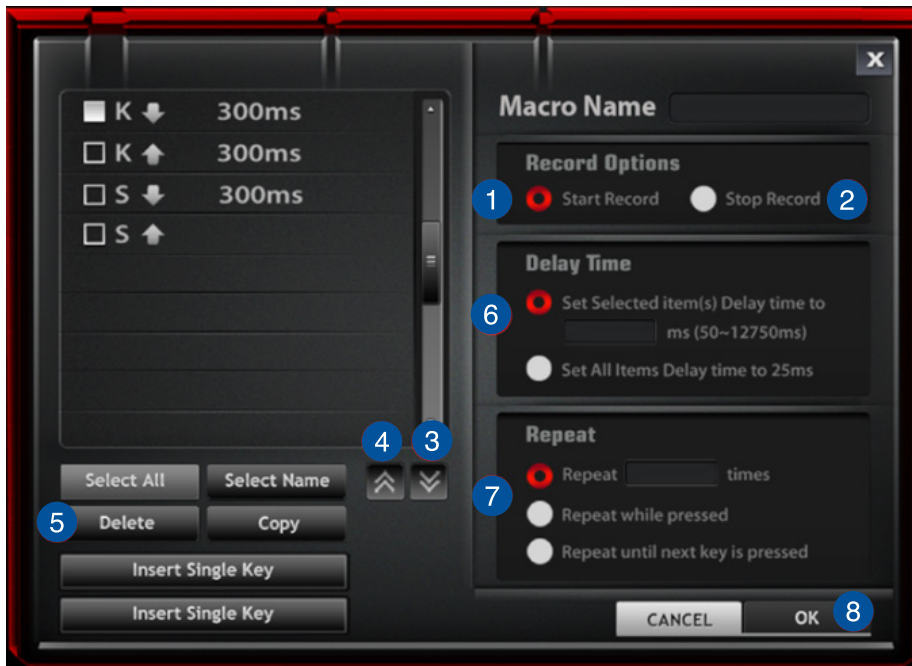 X
K 300ms
K 300ms
S 300ms
S
4 3
Select All Select Name
5 Delete Copy
Insert Single Key
Insert Single Key
Macro Name
Record Options
1 Start Record Stop Record 2
Delay Time
6 Set Selected item(s) Delay time to
ms (50~12750ms)
Set All Items Delay time to 25ms
Repeat
Repeat times
7
Repeat while pressed
Repeat until next key is pressed
CANCEL OK 8